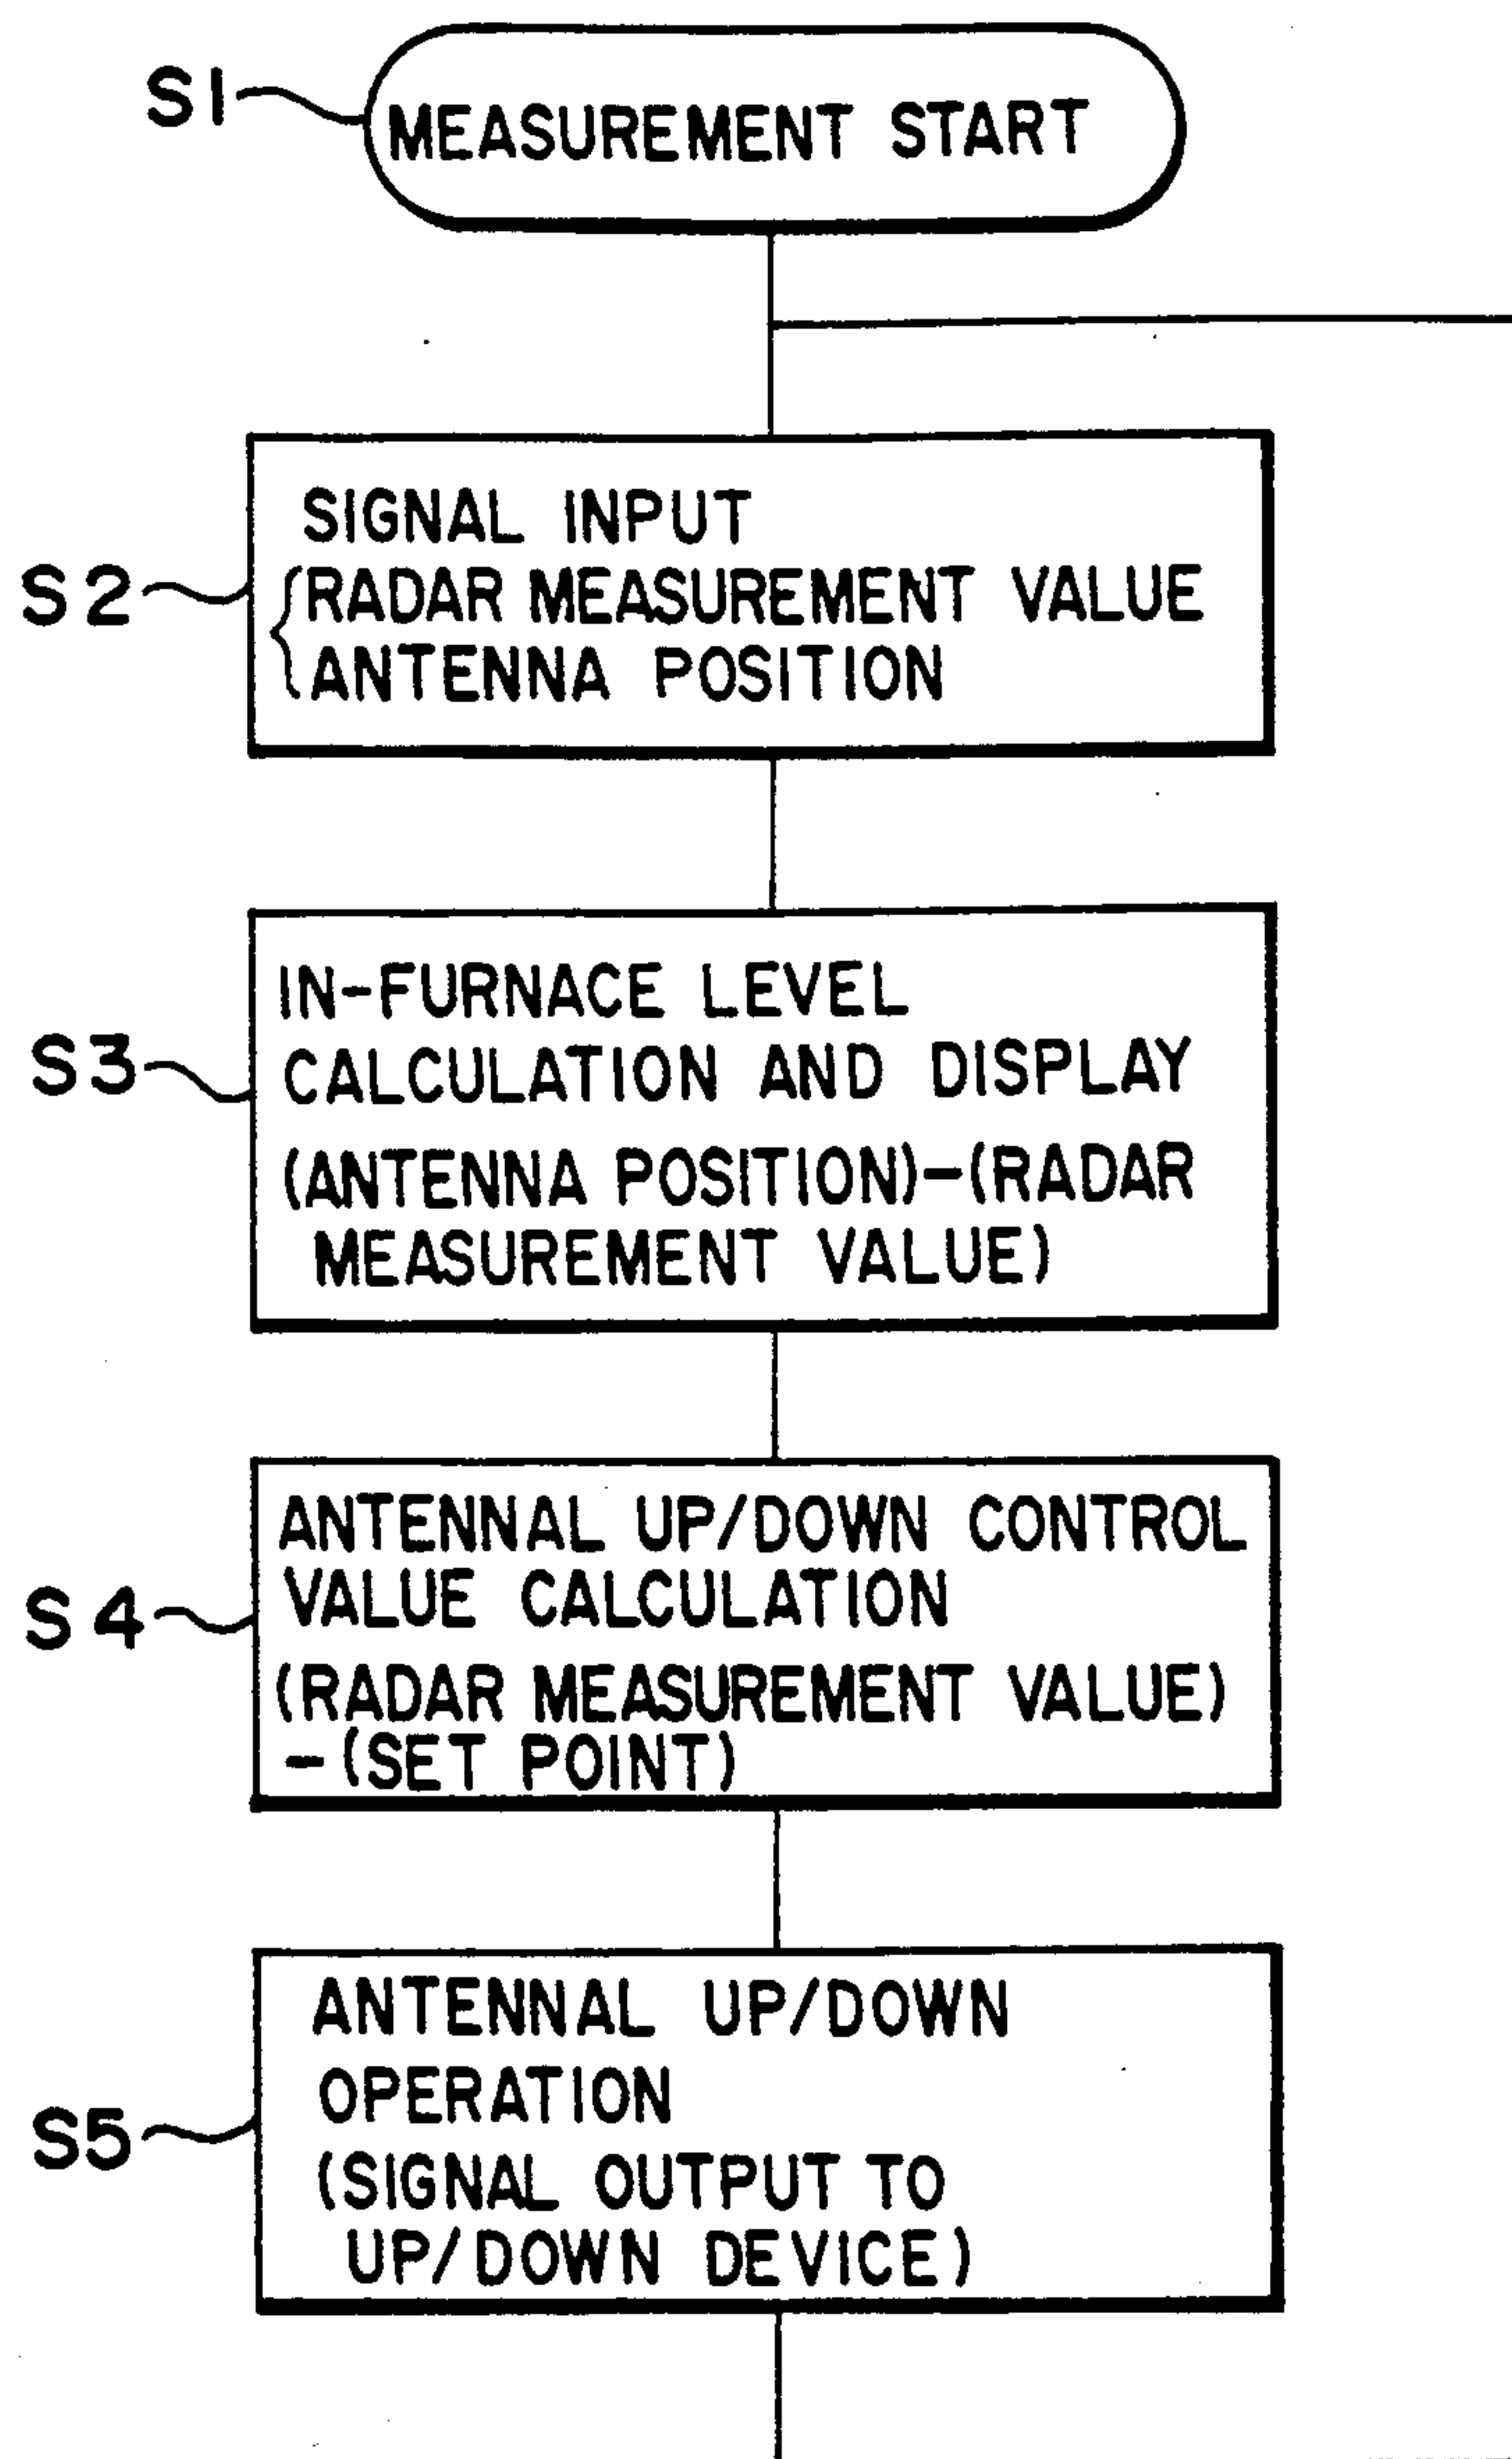 S1
MEASUREMENT START
S2
SIGNAL INPUT
RADAR MEASUREMENT VALUE
ANTENNA POSITION
S3
IN-FURNACE LEVEL
CALCULATION AND DISPLAY
(ANTENNA POSITION)-(RADAR
MEASUREMENT VALUE)
S4
ANTENNAL UP/DOWN CONTROL
VALUE CALCULATION
(RADAR MEASUREMENT VALUE)
-(SET POINT)
S5
ANTENNAL UP/DOWN
OPERATION
(SIGNAL OUTPUT TO
UP/DOWN DEVICE)